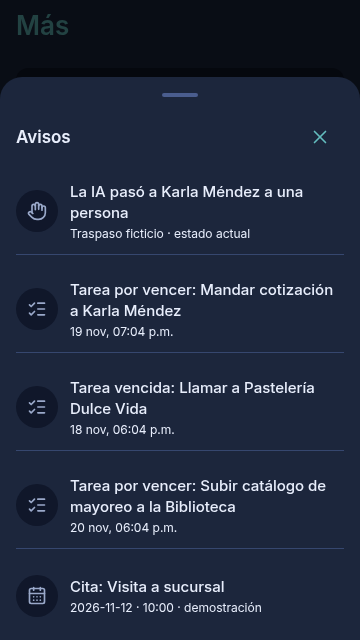 Más
Avisos
La IA pasó a Karla Méndez a una
persona
Traspaso ficticio · estado actual
Tarea por vencer: Mandar cotización
a Karla Méndez
19 nov, 07:04 p.m.
Tarea vencida: Llamar a Pastelería
Dulce Vida
18 nov, 06:04 p.m.
Tarea por vencer: Subir catálogo de
mayoreo a la Biblioteca
20 nov, 06:04 p.m.
Cita: Visita a sucursal
2026-11-12 · 10:00 · demostración